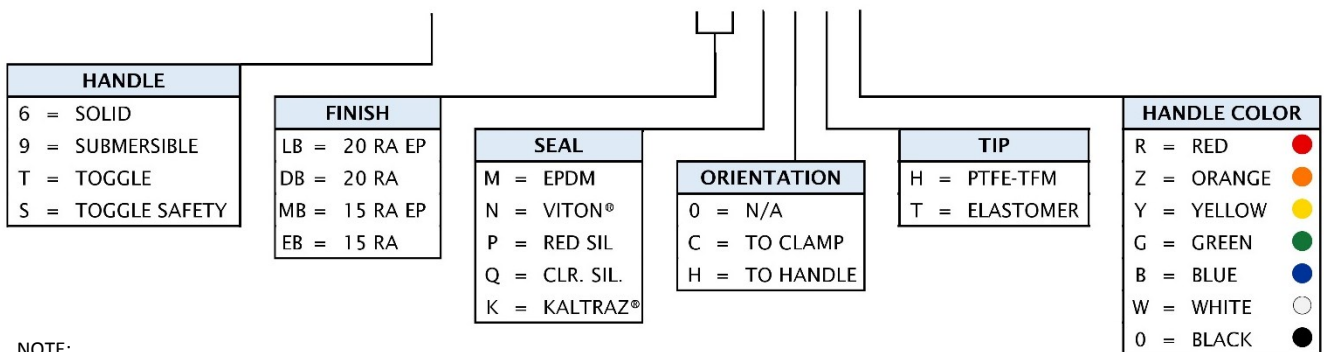 HANDLE
6 = SOLID
9 = SUBMERSIBLE
T = TOGGLE
S = TOGGLE SAFETY
FINISH
LB = 20 RA EP
DB = 20 RA
MB = 15 RA EP
EB = 15 RA
SEAL
M = EPDM
N = VITON®
P = RED SIL
Q = CLR. SIL.
K = KALTRAZ®
ORIENTATION
0 = N/A
C = TO CLAMP
H = TO HANDLE
TIP
H = PTFE-TFM
T = ELASTOMER
HANDLE COLOR
R = RED
Z = ORANGE
Y = YELLOW
G = GREEN
B = BLUE
W = WHITE
0 = BLACK
NOTE: